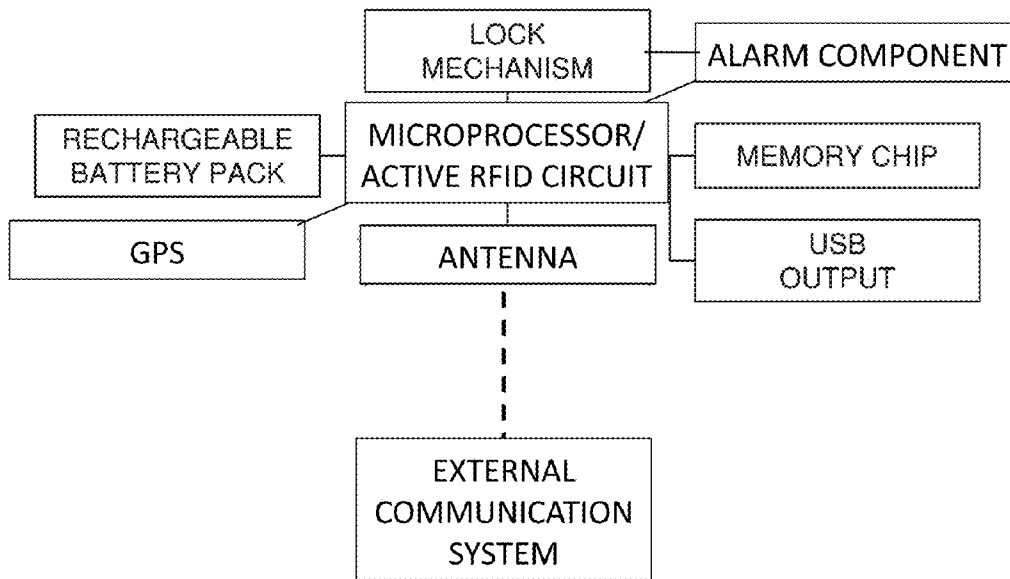 LOCK
MECHANISM
ALARM COMPONENT
RECHARGEABLE
BATTERY PACK
MICROPROCESSOR/
ACTIVE RFID CIRCUIT
MEMORY CHIP
GPS
ANTENNA
USB
OUTPUT
EXTERNAL
COMMUNICATION
SYSTEM